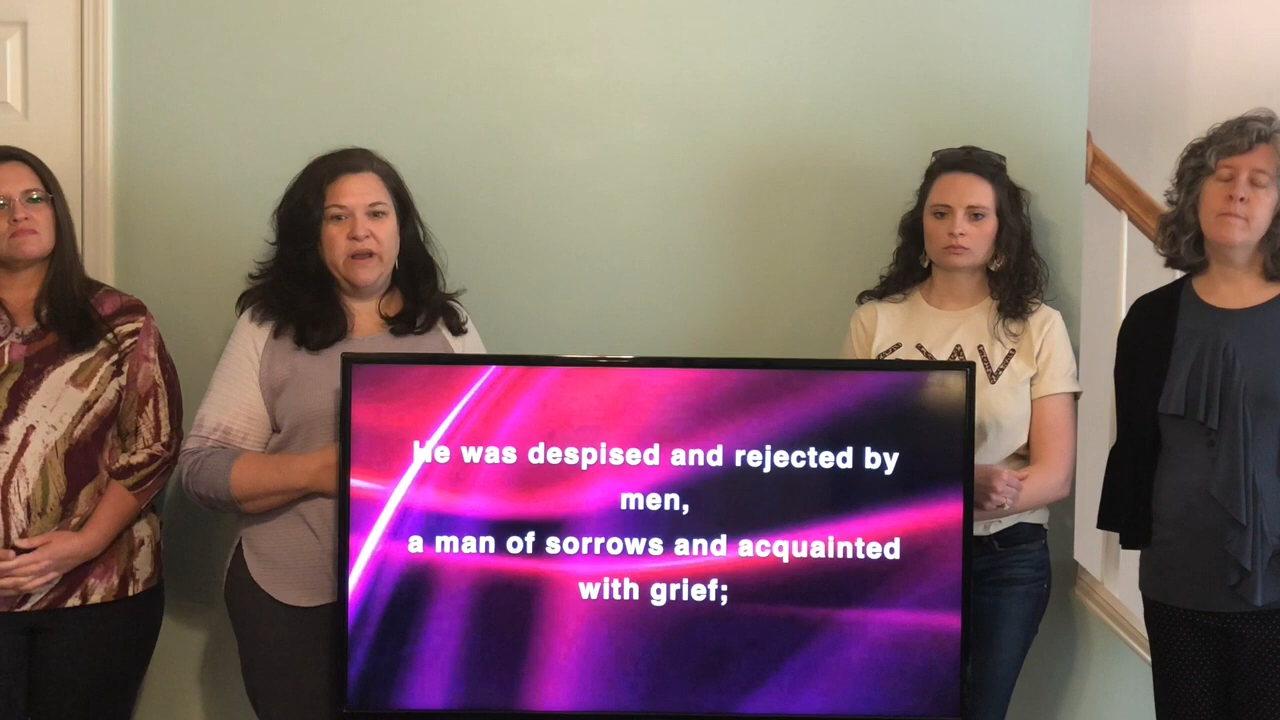 He was despised and rejected by
men,
a man of sorrows and acquainted
with grief;